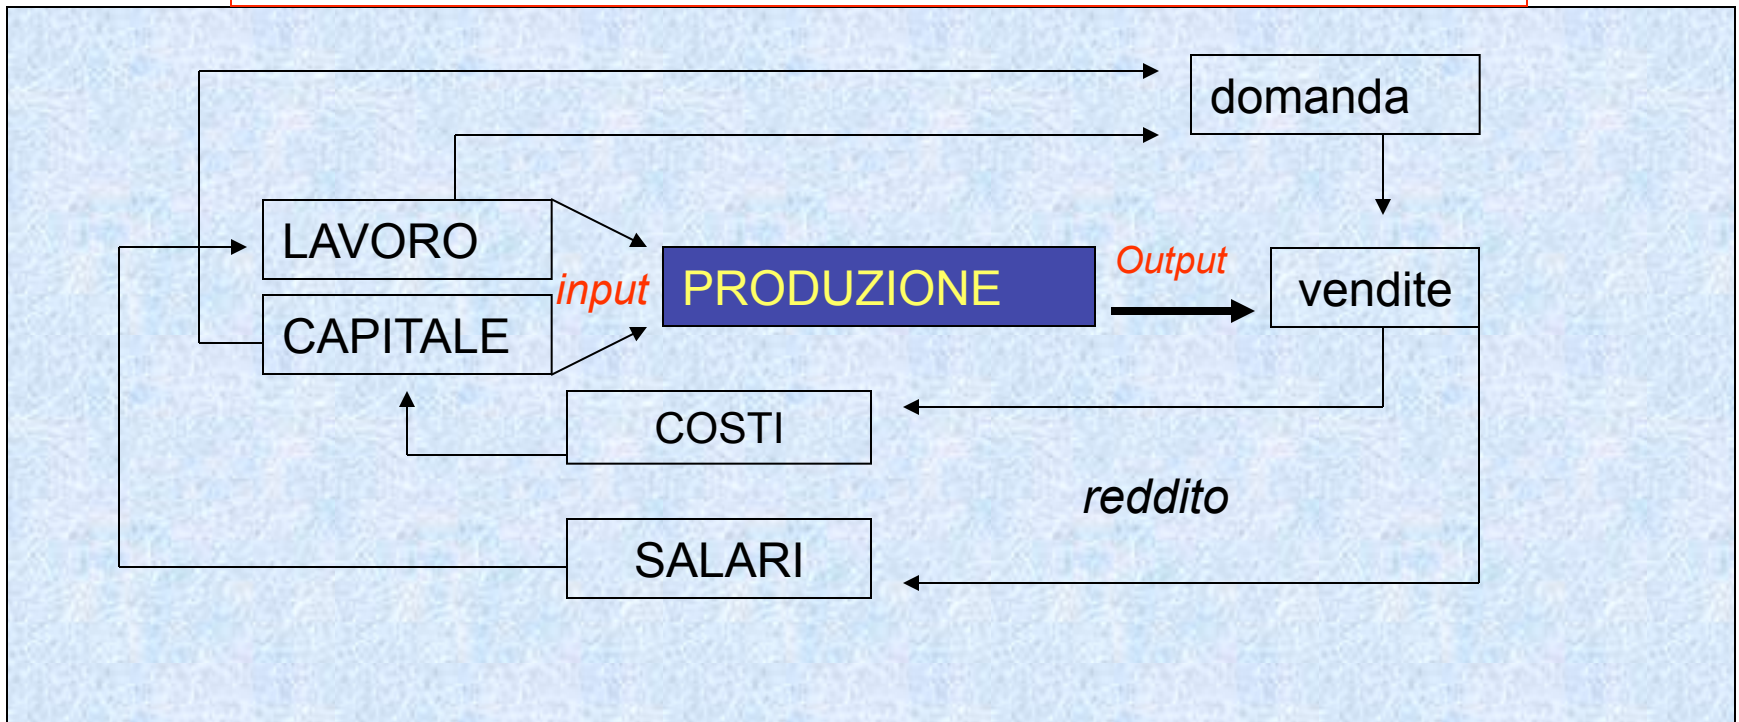 domanda
LAVORO
input
PRODUZIONE
Output
vendite
CAPITALE
COSTI
reddito
SALARI